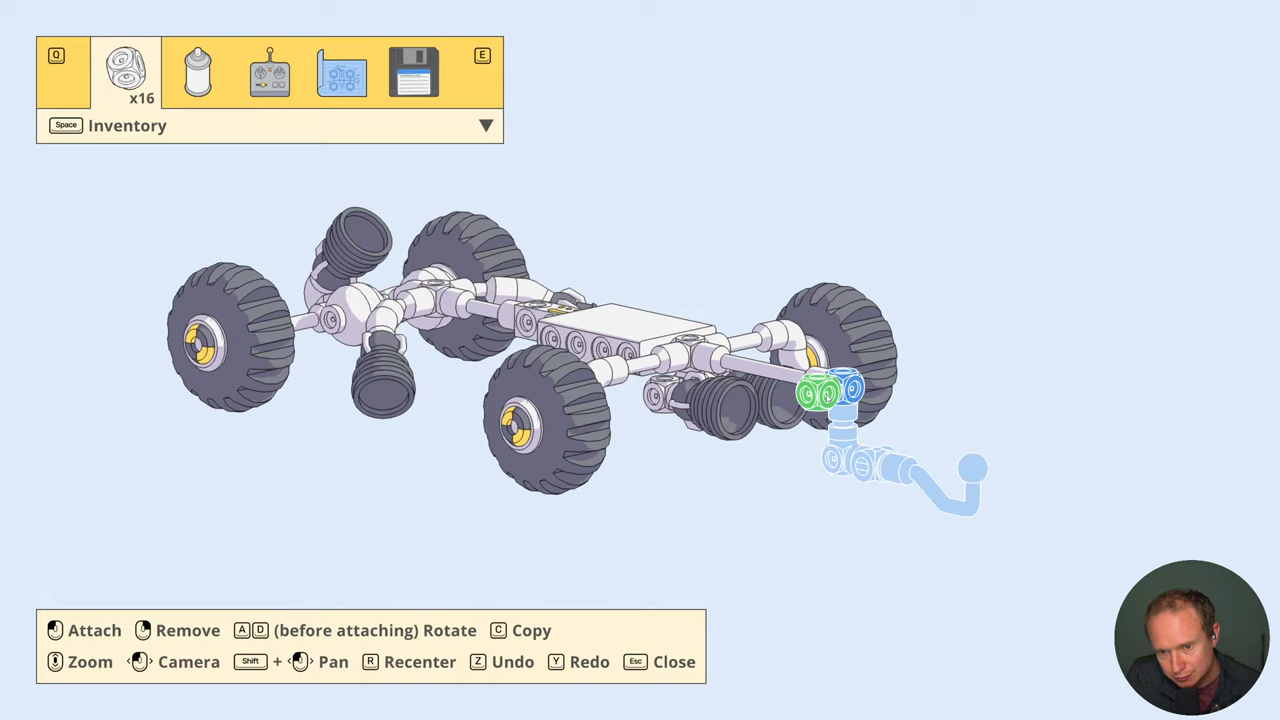 Q
E
x16
Space Inventory
Attach Remove A D (before attaching) Rotate C Copy
Zoom Camera Shift + Pan R Recenter Z Undo Y Redo Esc Close